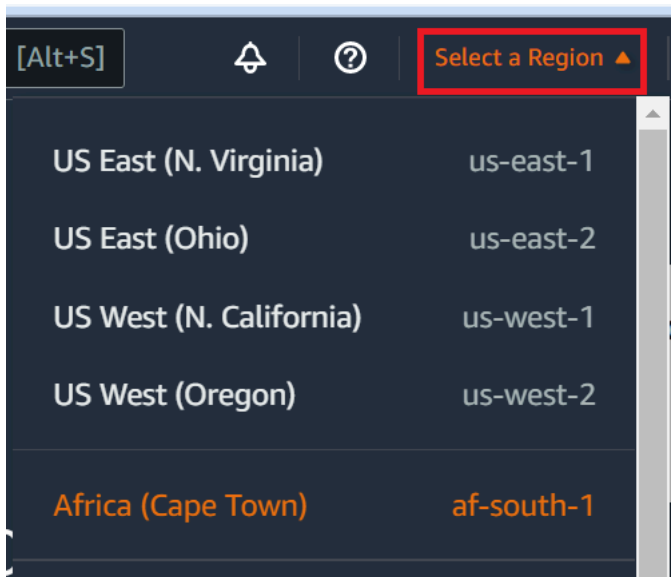 [Alt+S] Select a Region
US East (N. Virginia) us-east-1
US East (Ohio) us-east-2
US West (N. California) us-west-1
US West (Oregon) us-west-2
Africa (Cape Town) af-south-1